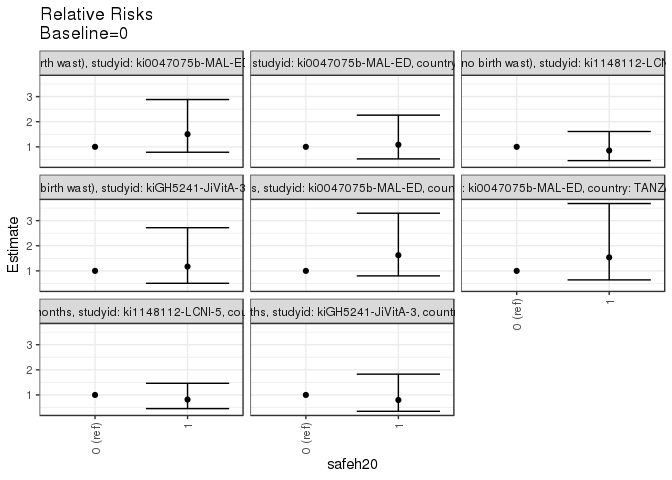 Relative Risks
Baseline=0
rth wast), studyid: ki0047075b-MAL-ED
studyid: ki0047075b-MAL-ED, country
no birth wast), studyid: ki1148112-LCN
3
2
1
birth wast), studyid: kiGH5241-JiVitA-3
s, studyid: ki0047075b-MAL-ED, coun
: ki0047075b-MAL-ED, country: TANZA
3
2
1
Estimate
months, studyid: ki1148112-LCNI-5, cou
ths, studyid: kiGH5241-JiVitA-3, countr
3
2
1
0 (ref)
1
0 (ref)
1
0 (ref)
1
safeh20